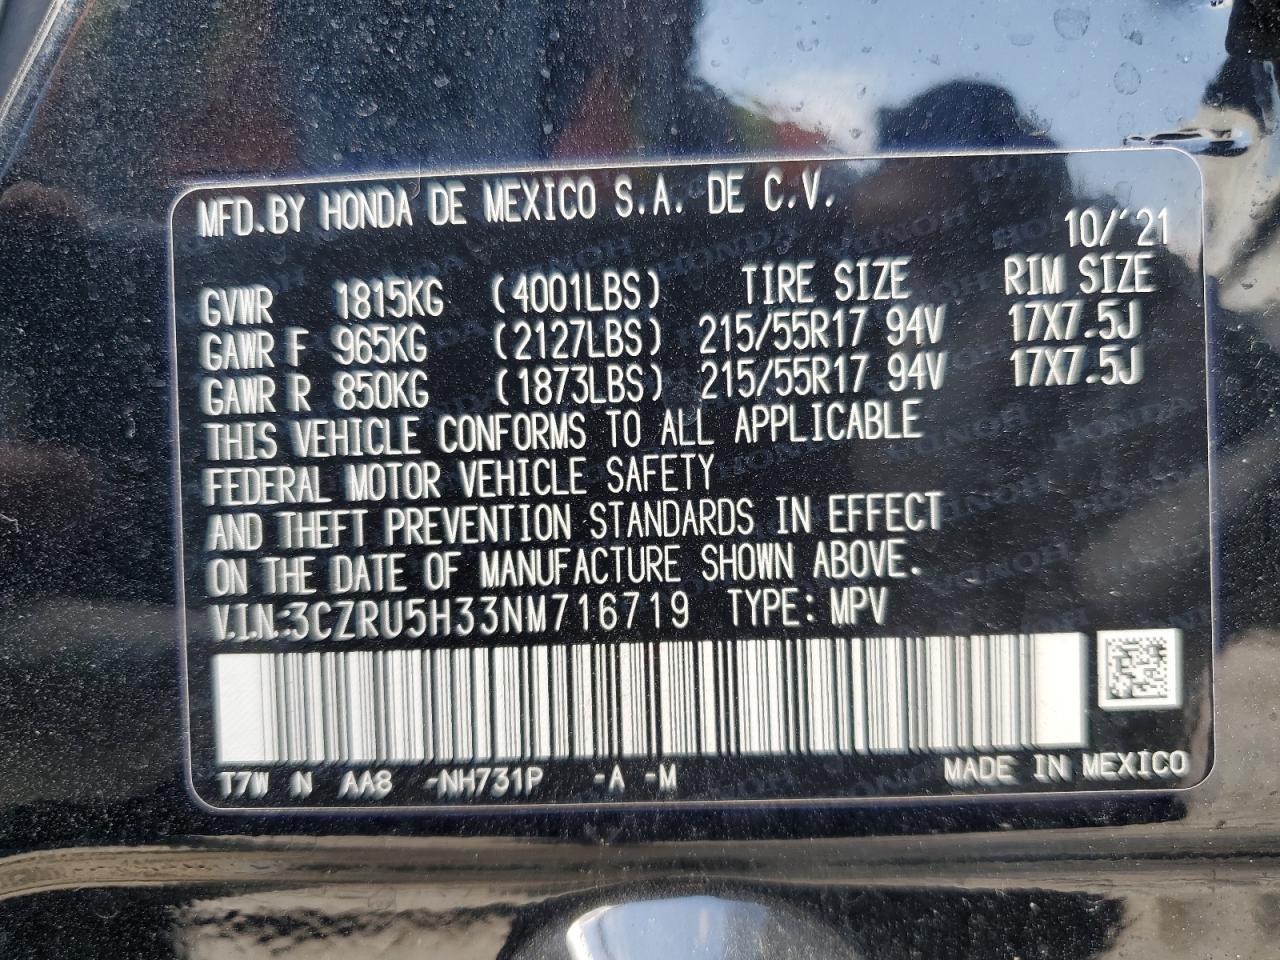 MFD.BY HONDA DE MEXICO S.A. DE C.V.
10/'21
GVWR 1815KG (4001LBS) TIRE SIZE RIM SIZE
GAWR F 965KG (2127LBS) 215/55R17 94V 17X7.5J
GAWR R 850KG (1873LBS) 215/55R17 94V 17X7.5J
THIS VEHICLE CONFORMS TO ALL APPLICABLE
FEDERAL MOTOR VEHICLE SAFETY
AND THEFT PREVENTION STANDARDS IN EFFECT
ON THE DATE OF MANUFACTURE SHOWN ABOVE.
V.I.N.:3CZRU5H33NM716719 TYPE: MPV
T7W N AA8 -NH731P -A -M MADE IN MEXICO